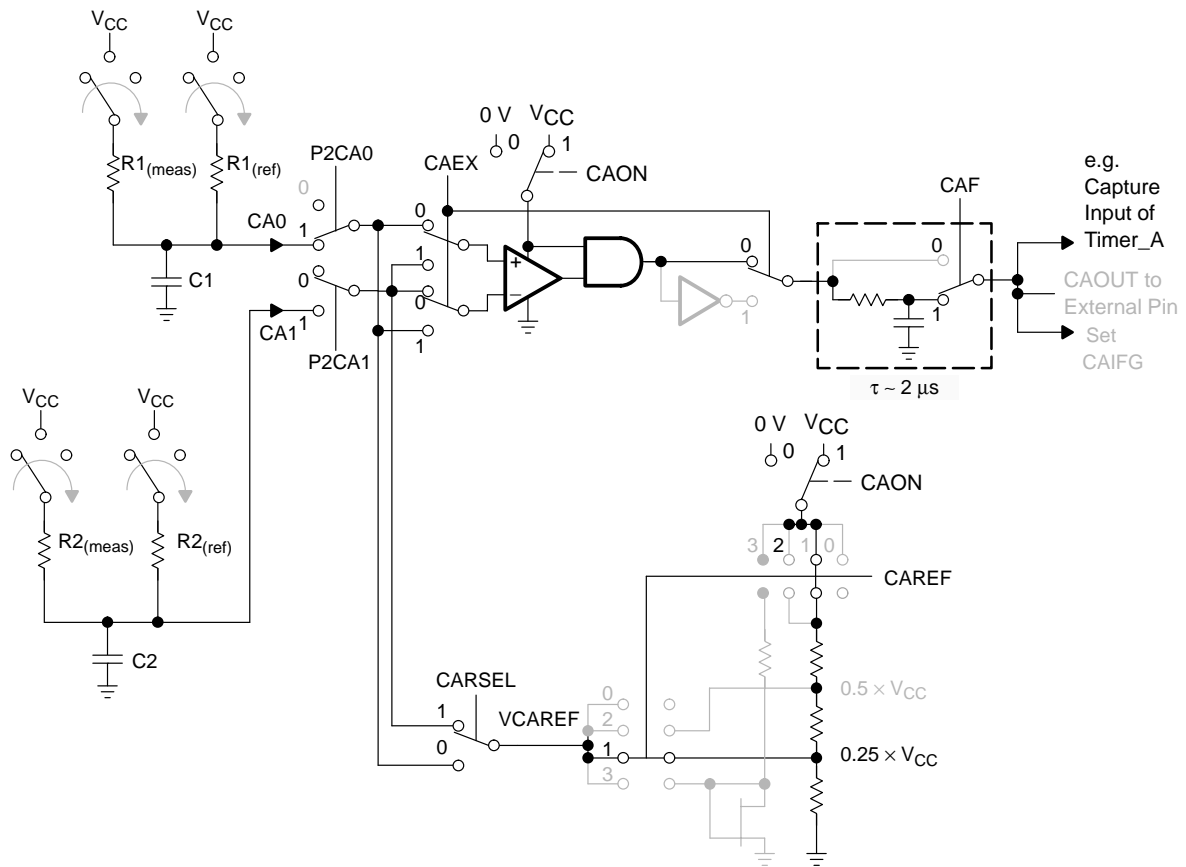 VCC
VCC
R1(meas)
R1(ref)
P2CA0
0
CA0
1
C1
0
CA1
1
P2CA1
CAEX
0
1
0
1
0 V
0
VCC
1
CAON
+
−
0
1
CAF
0
1
τ ~ 2 μs
e.g.
Capture
Input of
Timer_A
CAOUT to
External Pin
Set
CAIFG
VCC
VCC
R2(meas)
R2(ref)
C2
0 V
0
VCC
1
CAON
3
2
1
0
CAREF
CARSEL
1
0
VCAREF
0
2
1
3
0.5 × VCC
0.25 × VCC